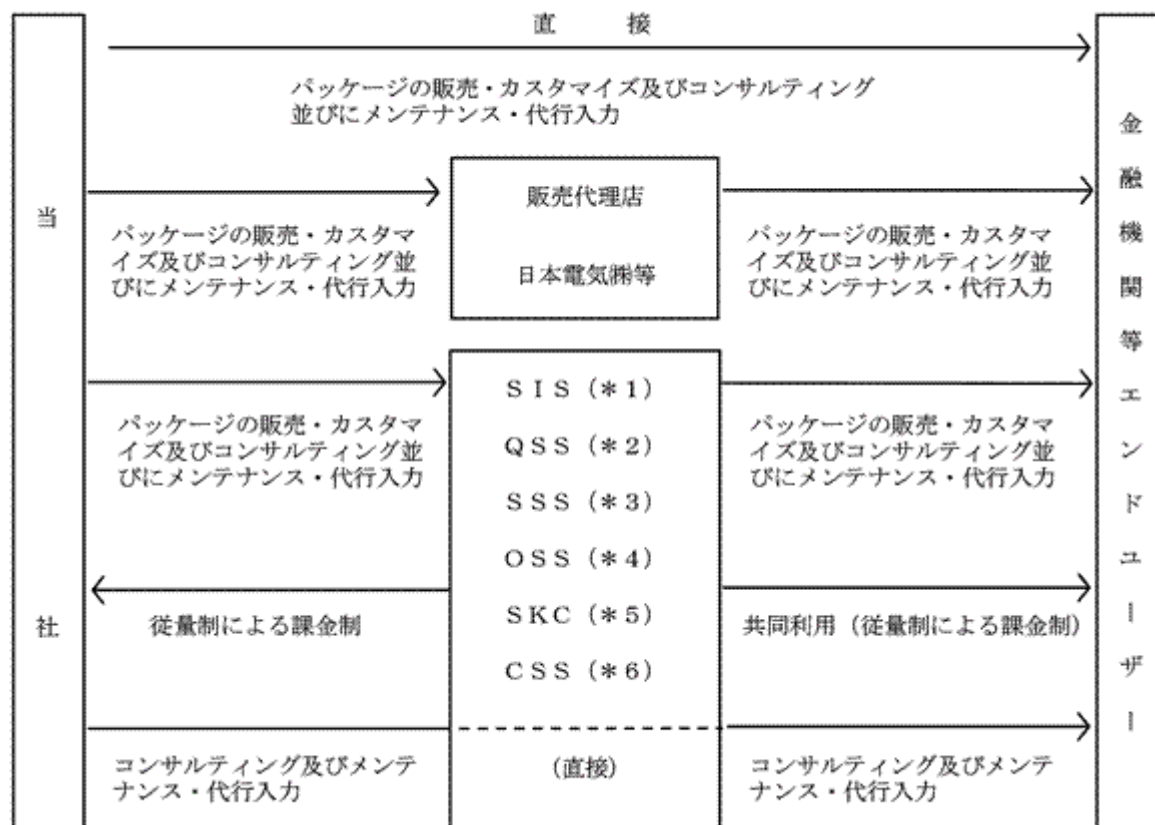 直　　接
パッケージの販売・カスタマイズ及びコンサルティング
並びにメンテナンス・代行入力
当社
金融機関等エンドユーザー
パッケージの販売・カスタマ
イズ及びコンサルティング並
びにメンテナンス・代行入力
販売代理店
日本電気㈱等
パッケージの販売・カスタマ
イズ及びコンサルティング並
びにメンテナンス・代行入力
パッケージの販売・カスタマ
イズ及びコンサルティング並
びにメンテナンス・代行入力
ＳＩＳ（＊１）
ＱＳＳ（＊２）
ＳＳＳ（＊３）
ＯＳＳ（＊４）
ＳＫＣ（＊５）
ＣＳＳ（＊６）
パッケージの販売・カスタマ
イズ及びコンサルティング並
びにメンテナンス・代行入力
従量制による課金制
共同利用（従量制による課金制）
コンサルティング及びメンテ
ナンス・代行入力
（直接）
コンサルティング及びメンテ
ナンス・代行入力